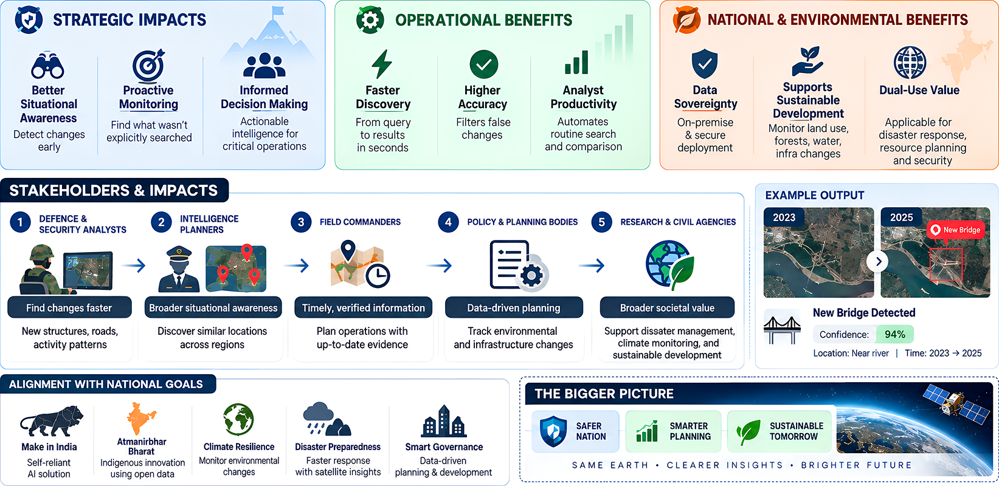 STRATEGIC IMPACTS
Better
Situational
Awareness
Detect changes
early
Proactive
Monitoring
Find what wasn't
explicitly searched
Informed
Decision Making
Actionable
intelligence for
critical operations
OPERATIONAL BENEFITS
Faster
Discovery
From query
to results
in seconds
Higher
Accuracy
Filters false
changes
Analyst
Productivity
Automates
routine search
and comparison
NATIONAL & ENVIRONMENTAL BENEFITS
Data
Sovereignty
On-premise
& secure
deployment
Supports
Sustainable
Development
Monitor land use,
forests, water,
infra changes
Dual-Use Value
Applicable for
disaster response,
resource planning
and security
STAKEHOLDERS & IMPACTS
1
DEFENCE &
SECURITY ANALYSTS
Find changes faster
New structures, roads,
activity patterns
2
INTELLIGENCE
PLANNERS
Broader situational awareness
Discover similar locations
across regions
3
FIELD COMMANDERS
Timely, verified information
Plan operations with
up-to-date evidence
4
POLICY & PLANNING BODIES
Data-driven planning
Track environmental
and infrastructure changes
5
RESEARCH & CIVIL AGENCIES
Broader societal value
Support dissater management,
climate monitoring, and
sustainable development
EXAMPLE OUTPUT
2023
2025
New Bridge
New Bridge Detected
Confidence: 94%
Location: Near river | Time: 2023 → 2025
ALIGNMENT WITH NATIONAL GOALS
Make in India
Self-reliant
AI solution
Atmanirbhar
Bharat
Indigenous innovation
using open data
Climate Resilience
Monitor environmental
changes
Disaster Preparedness
Faster response
with satellite insights
Smart Governance
Data-driven
planning & development
THE BIGGER PICTURE
SAFER
NATION
SMARTER
PLANNING
SUSTAINABLE
TOMORROW
SAME EARTH • CLEARER INSIGHTS • BRIGHTER FUTURE